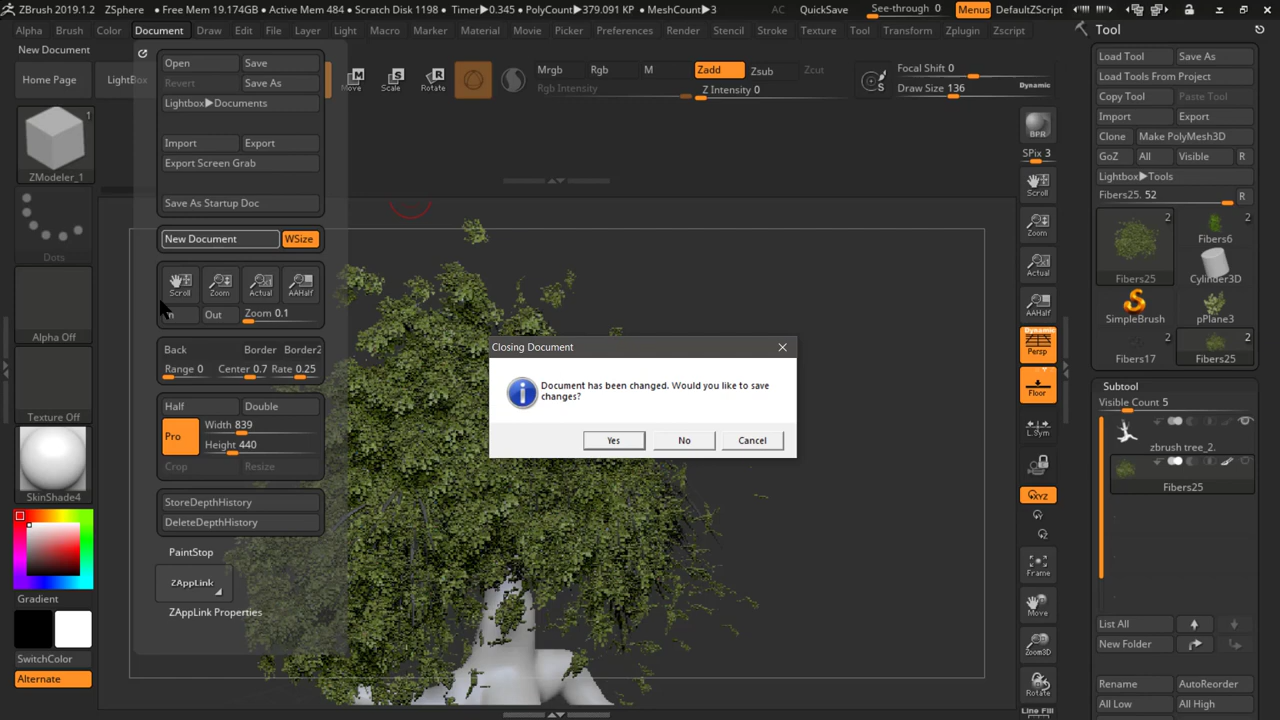 ZBrush 2019.1.2 ZSphere • Free Mem 19.174GB • Active Mem 484 • Scratch Disk 1198 • Timer▶0.345 • PolyCount▶379.091 KP • MeshCount▶3 AC QuickSave See-through 0 Menus DefaultZScript
Alpha Brush Color Document Draw Edit File Layer Light Macro Marker Material Movie Picker Preferences Render Stencil Stroke Texture Tool Transform Zplugin Zscript
New Document
Home Page LightBox
Move Scale Rotate
Mrgb Rgb M Zadd Zsub Zcut
Rgb Intensity Z Intensity 0
Focal Shift 0
Draw Size 136 Dynamic
1
ZModeler_1
Dots
Alpha Off
Texture Off
SkinShade4
Gradient
SwitchColor
Alternate
Open Save
Revert Save As
Lightbox▶Documents
Import Export
Export Screen Grab
Save As Startup Doc
New Document WSize
Scroll Zoom Actual AAHalf
In Out Zoom 0.1
Back Border Border2
Range 0 Center 0.7 Rate 0.25
Half Double
Pro Width 839
Height 440
Crop Resize
StoreDepthHistory
DeleteDepthHistory
PaintStop
ZAppLink
ZAppLink Properties
Closing Document
Document has been changed. Would you like to save
changes?
Yes No Cancel
BPR
SPix 3
Scroll
Zoom
Actual
AAHalf
Dynamic
Persp
Floor
L.Sym
XYZ
Frame
Move
Zoom3D
Rotate
Line Fill
Tool
Load Tool Save As
Load Tools From Project
Copy Tool Paste Tool
Import Export
Clone Make PolyMesh3D
GoZ All Visible R
Lightbox▶Tools
Fibers25. 52 R
2 2
Fibers25 Fibers6
Cylinder3D
SimpleBrush pPlane3
2 2
Fibers17 Fibers25
Subtool
Visible Count 5
zbrush tree_2.
Fibers25
List All
New Folder
Rename AutoReorder
All Low All High